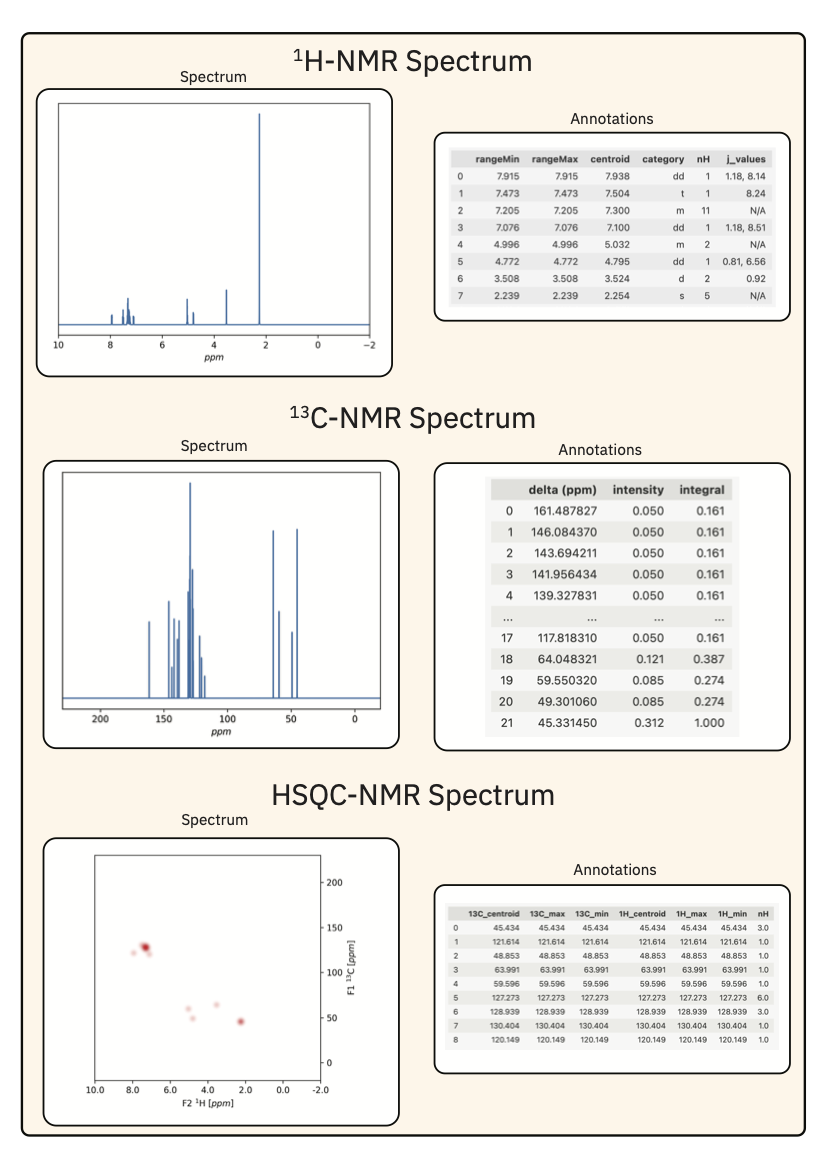 ¹H-NMR Spectrum
Spectrum
10 8 6 4 2 0 −2
ppm
Annotations
rangeMin rangeMax centroid category nH j_values
0 7.915 7.915 7.938 dd 1 1.18, 8.14
1 7.473 7.473 7.504 t 1 8.24
2 7.205 7.205 7.300 m 11 N/A
3 7.076 7.076 7.100 dd 1 1.18, 8.51
4 4.996 4.996 5.032 m 2 N/A
5 4.772 4.772 4.795 dd 1 0.81, 6.56
6 3.508 3.508 3.524 d 2 0.92
7 2.239 2.239 2.254 s 5 N/A
¹³C-NMR Spectrum
Spectrum
200 150 100 50 0
ppm
Annotations
delta (ppm) intensity integral
0 161.487827 0.050 0.161
1 146.084370 0.050 0.161
2 143.694211 0.050 0.161
3 141.956434 0.050 0.161
4 139.327831 0.050 0.161
... ... ... ...
17 117.818310 0.050 0.161
18 64.048321 0.121 0.387
19 59.550320 0.085 0.274
20 49.301060 0.085 0.274
21 45.331450 0.312 1.000
HSQC-NMR Spectrum
Spectrum
200
150
100
50
0
F1 ¹³C [ppm]
10.0 8.0 6.0 4.0 2.0 0.0 -2.0
F2 ¹H [ppm]
Annotations
13C_centroid 13C_max 13C_min 1H_centroid 1H_max 1H_min nH
0 45.434 45.434 45.434 45.434 45.434 45.434 3.0
1 121.614 121.614 121.614 121.614 121.614 121.614 1.0
2 48.853 48.853 48.853 48.853 48.853 48.853 1.0
3 63.991 63.991 63.991 63.991 63.991 63.991 1.0
4 59.596 59.596 59.596 59.596 59.596 59.596 1.0
5 127.273 127.273 127.273 127.273 127.273 127.273 6.0
6 128.939 128.939 128.939 128.939 128.939 128.939 3.0
7 130.404 130.404 130.404 130.404 130.404 130.404 1.0
8 120.149 120.149 120.149 120.149 120.149 120.149 1.0